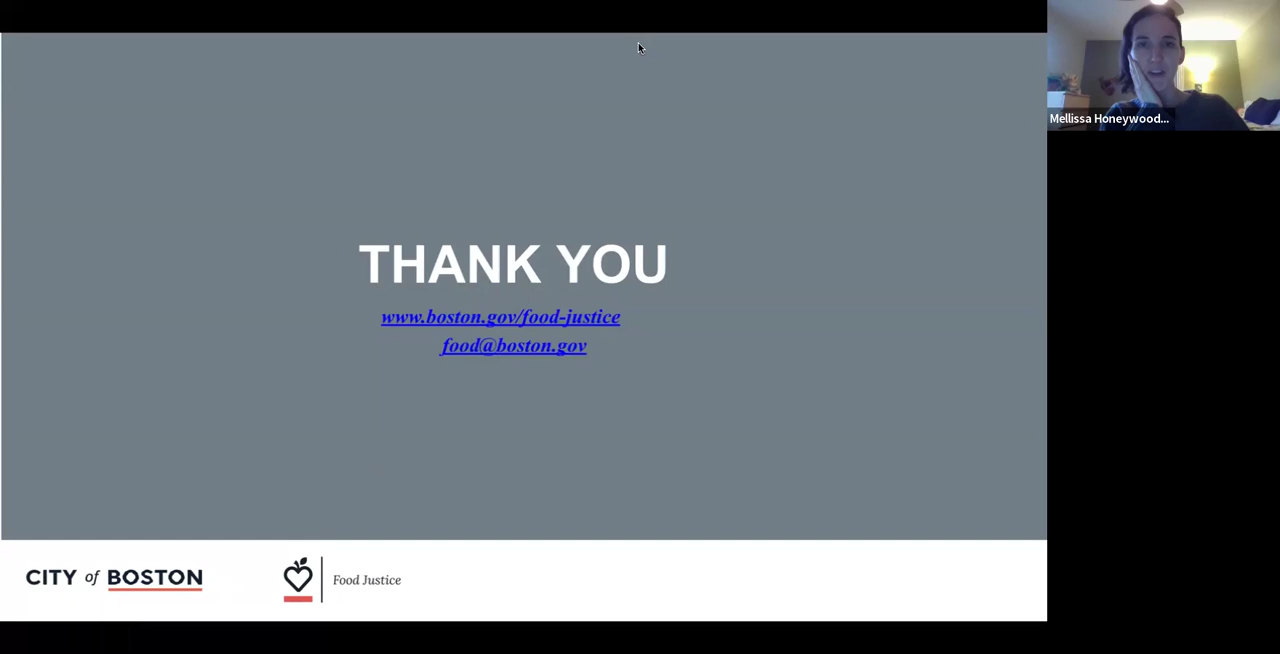 THANK YOU
www.boston.gov/food-justice
food@boston.gov
CITY of BOSTON
Food Justice
Mellissa Honeywood...